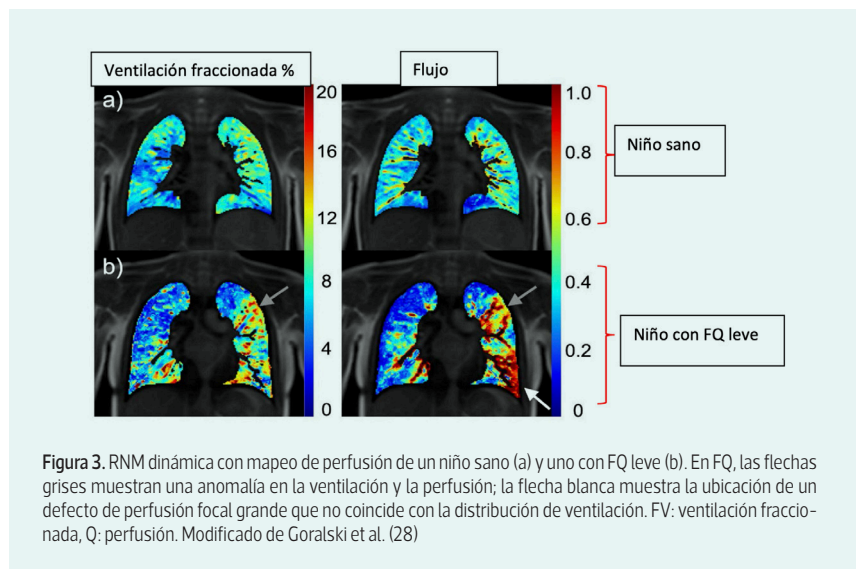 Ventilación fraccionada %
Flujo
a)
20
16
12
8
4
0
1.0
0.8
0.6
0.4
0.2
0
Niño sano
b)
Niño con FQ leve
Figura 3. RNM dinámica con mapeo de perfusión de un niño sano (a) y uno con FQ leve (b). En FQ, las flechas
grises muestran una anomalía en la ventilación y la perfusión; la flecha blanca muestra la ubicación de un
defecto de perfusión focal grande que no coincide con la distribución de ventilación. FV: ventilación fraccio-
nada, Q: perfusión. Modificado de Goralski et al. (28)